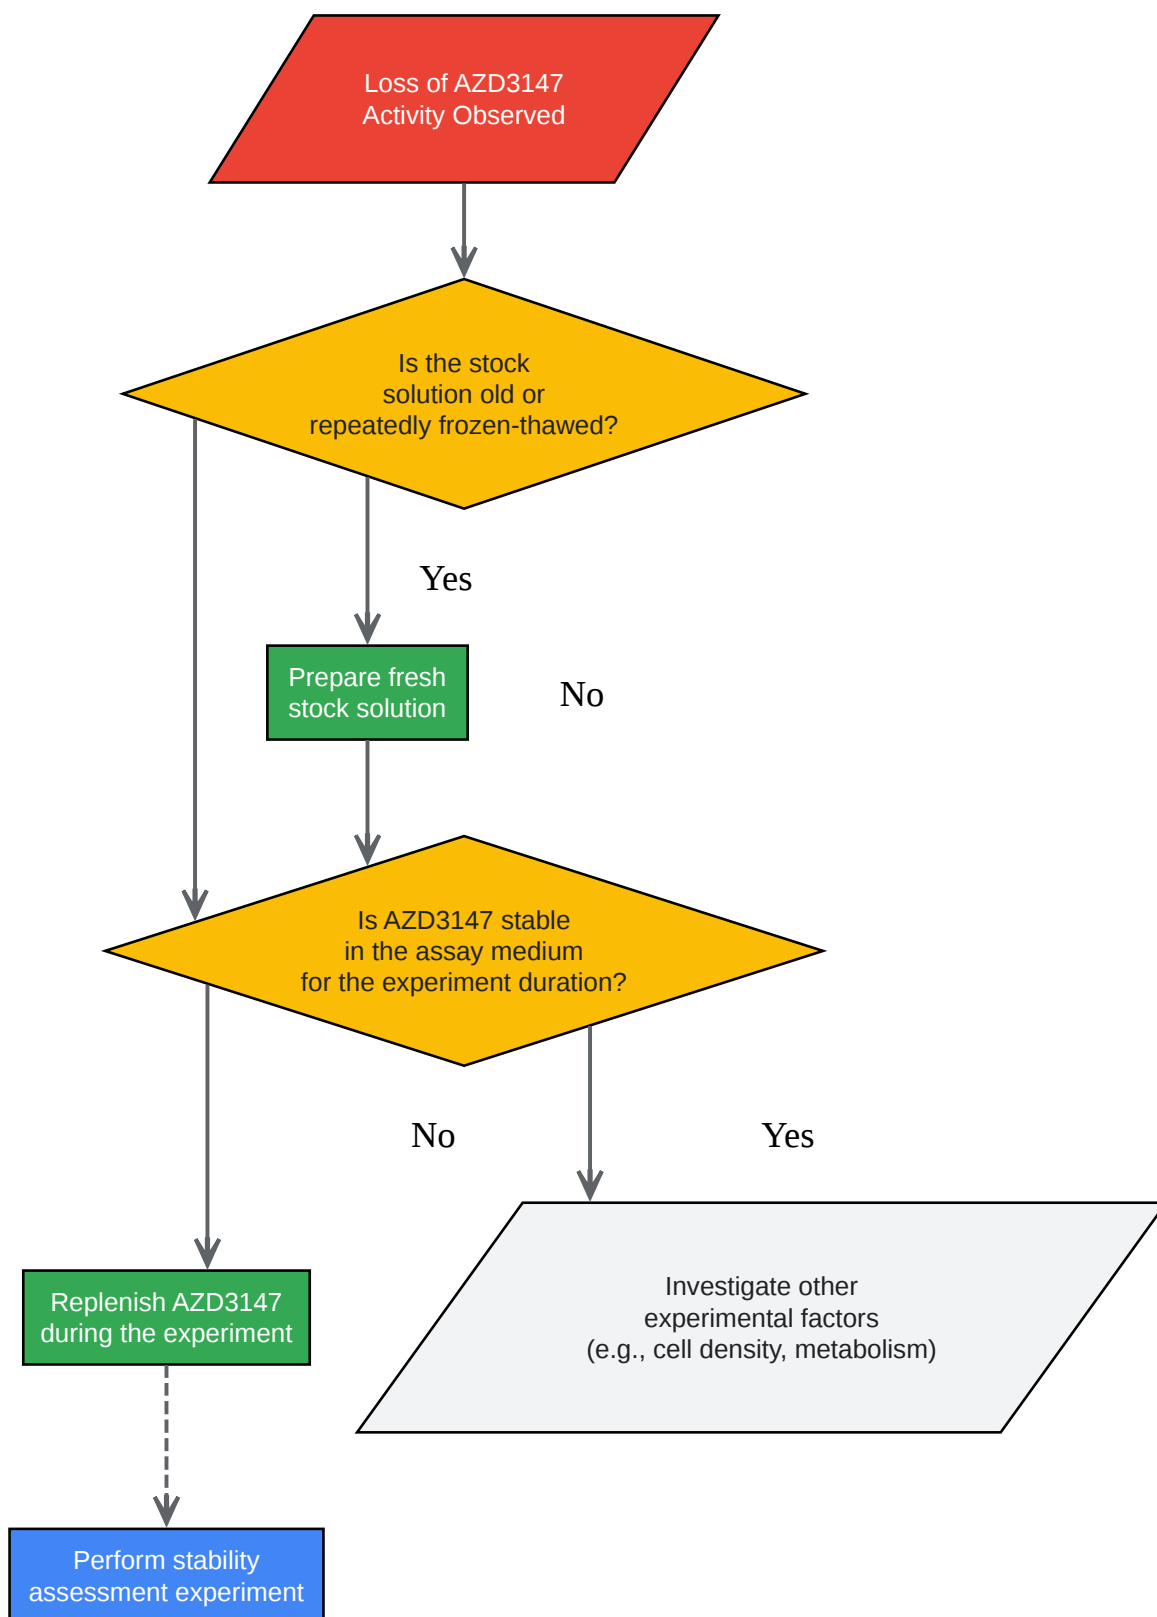 Loss of AZD3147
Activity Observed
Is the stock
solution old or
repeatedly frozen-thawed?
Yes
Prepare fresh
stock solution
No
Is AZD3147 stable
in the assay medium
for the experiment duration?
No
Yes
Investigate other
experimental factors
(e.g., cell density, metabolism)
Replenish AZD3147
during the experiment
Perform stability
assessment experiment